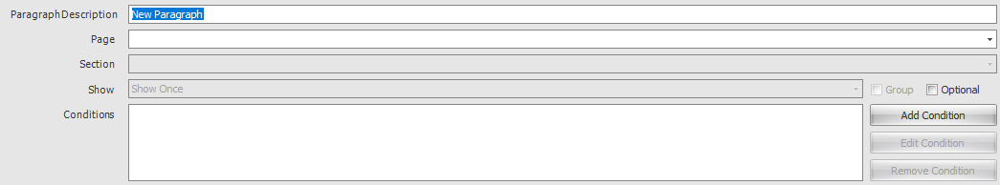 ParagraphDescription New Paragraph
Page
Section
Show Show Once Group Optional
Conditions Add Condition
Edit Condition
Remove Condition